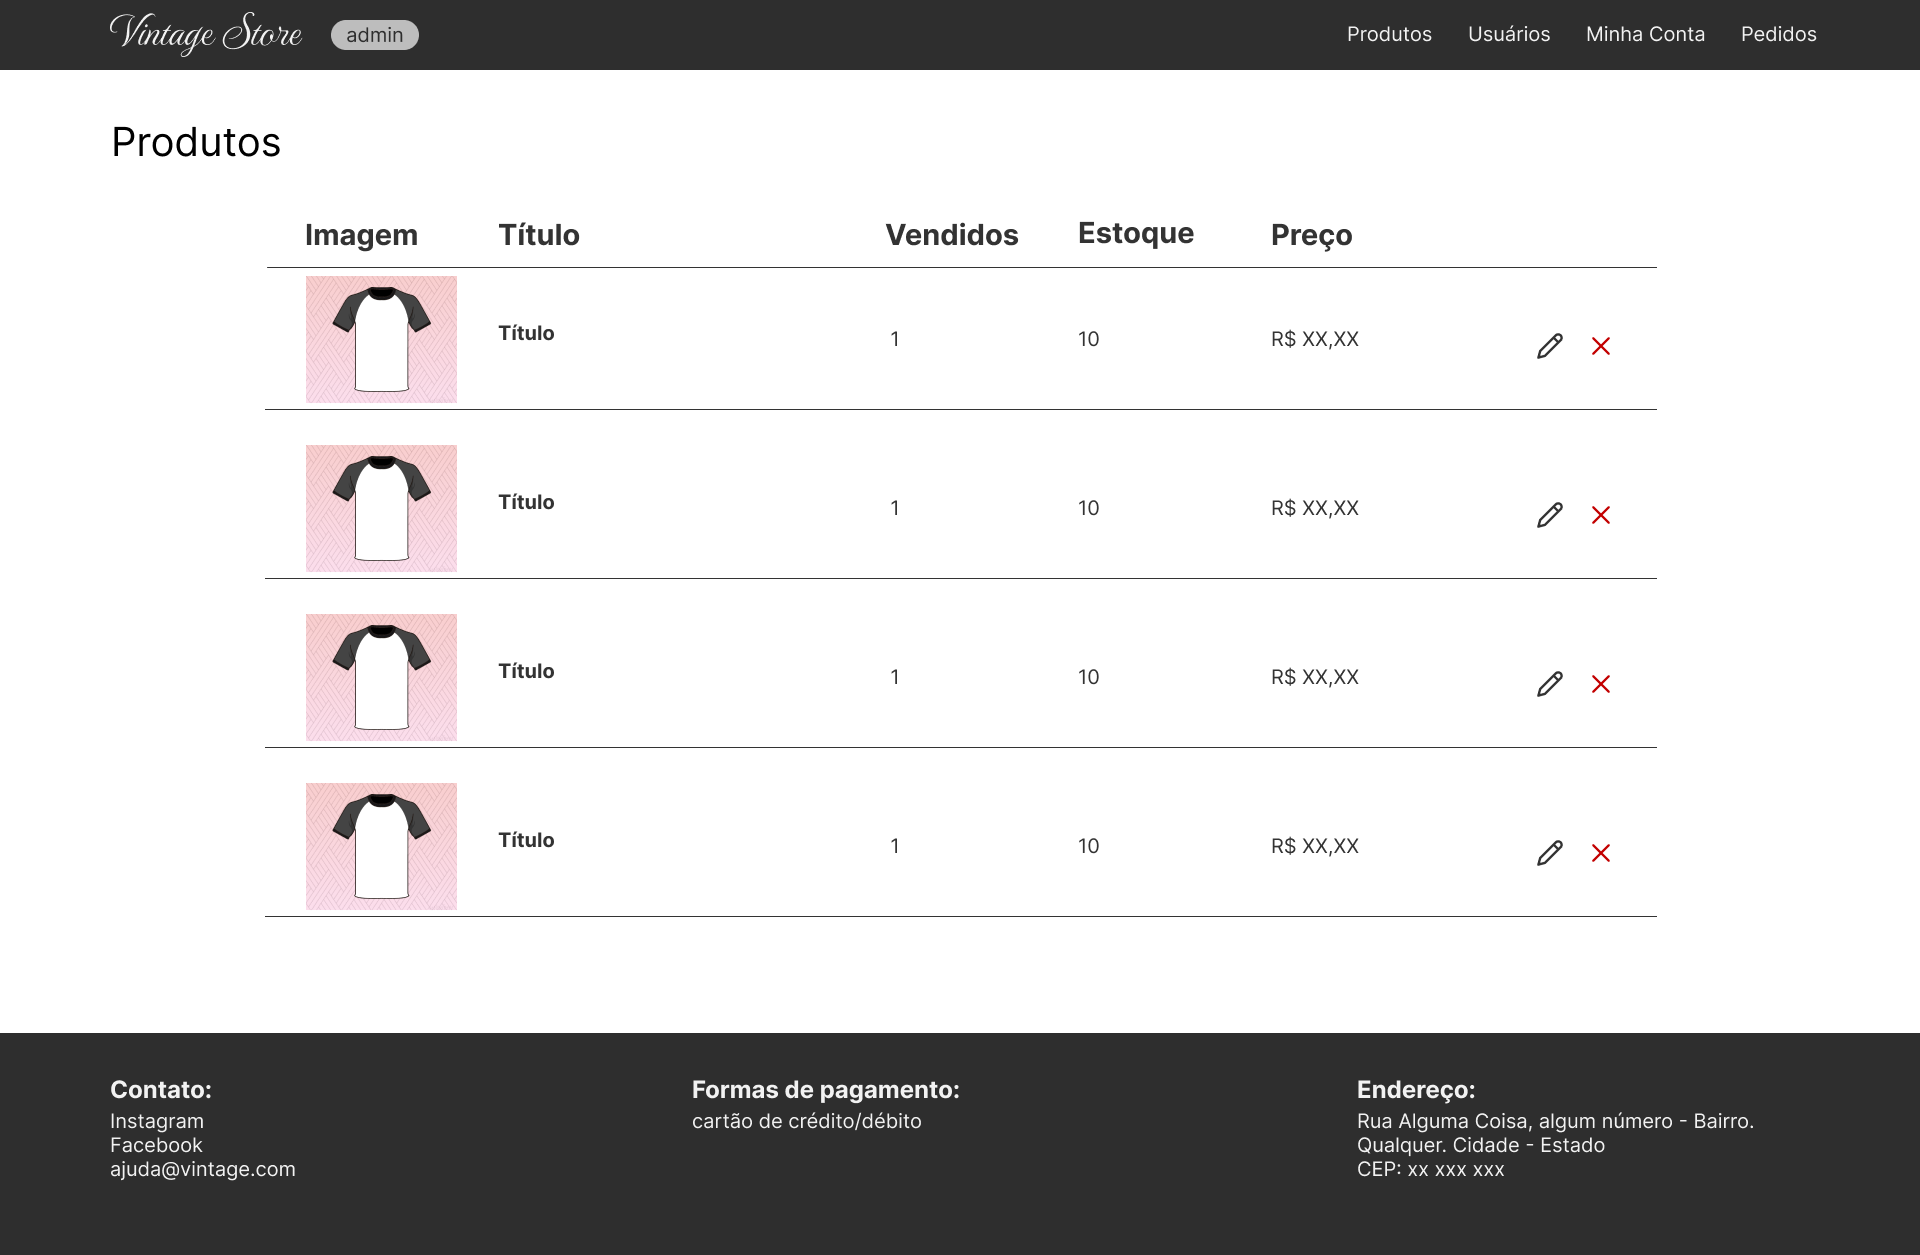 Vintage Store admin Produtos Usuários Minha Conta Pedidos
Produtos
Imagem Título Vendidos Estoque Preço
Título 1 10 R$ XX,XX
Título 1 10 R$ XX,XX
Título 1 10 R$ XX,XX
Título 1 10 R$ XX,XX
Contato:
Instagram
Facebook
ajuda@vintage.com
Formas de pagamento:
cartão de crédito/débito
Endereço:
Rua Alguma Coisa, algum número - Bairro.
Qualquer. Cidade - Estado
CEP: xx xxx xxx